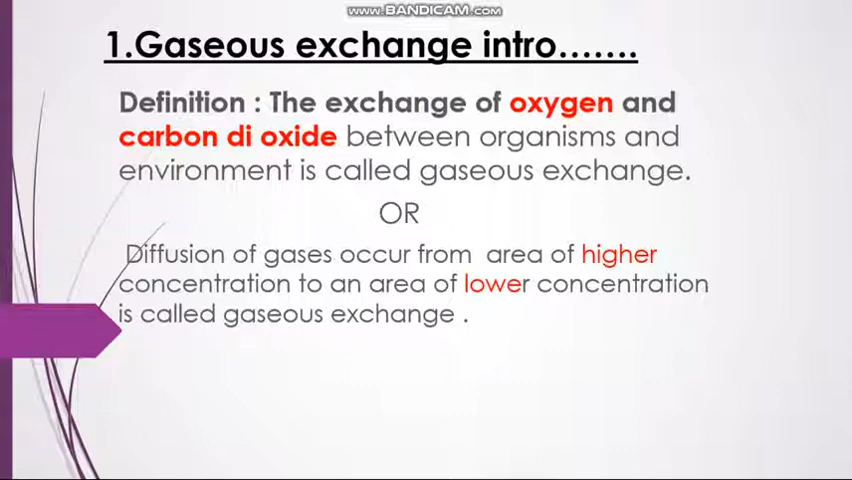 www.BANDICAM.com
1.Gaseous exchange intro.......
Definition : The exchange of oxygen and
carbon di oxide between organisms and
environment is called gaseous exchange.
OR
Diffusion of gases occur from area of higher
concentration to an area of lower concentration
is called gaseous exchange .